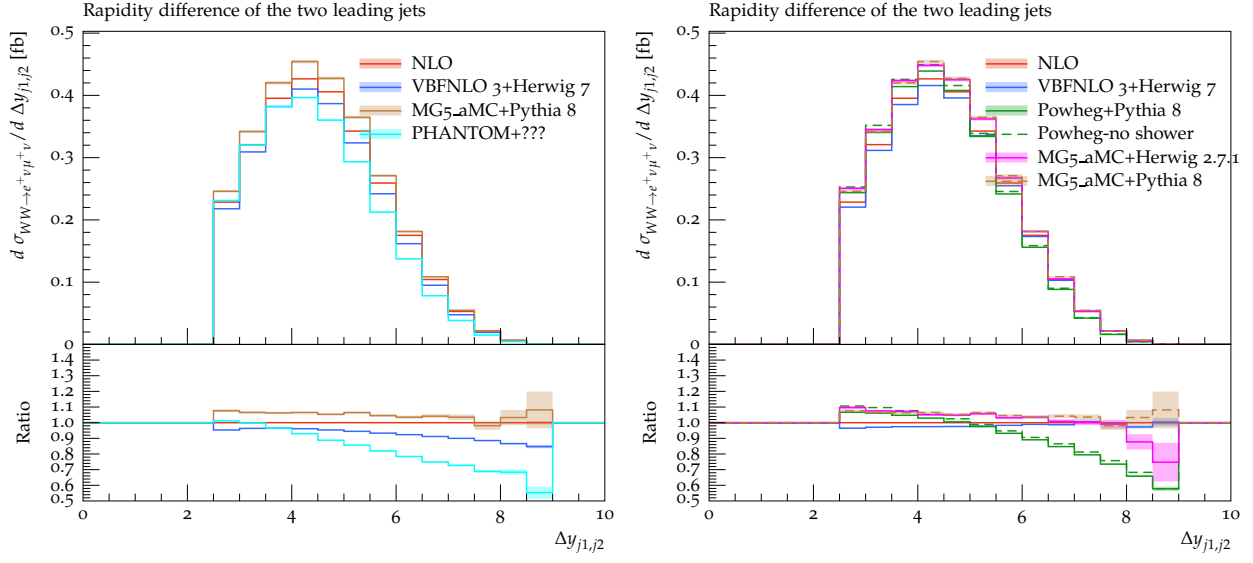 Rapidity difference of the two leading jets
d σ_{WW→e⁺νμ⁺ν}/d Δy_{j1,j2} [fb]
0.5
0.4
0.3
0.2
0.1
0
NLO
VBFNLO 3+Herwig 7
MG5_aMC+Pythia 8
PHANTOM+???
Ratio
1.4
1.3
1.2
1.1
1.0
0.9
0.8
0.7
0.6
0.5
0 2 4 6 8 10
Δy_{j1,j2}
Rapidity difference of the two leading jets
d σ_{WW→e⁺νμ⁺ν}/d Δy_{j1,j2} [fb]
0.5
0.4
0.3
0.2
0.1
0
NLO
VBFNLO 3+Herwig 7
Powheg+Pythia 8
Powheg-no shower
MG5_aMC+Herwig 2.7.1
MG5_aMC+Pythia 8
Ratio
1.4
1.3
1.2
1.1
1.0
0.9
0.8
0.7
0.6
0.5
0 2 4 6 8 10
Δy_{j1,j2}